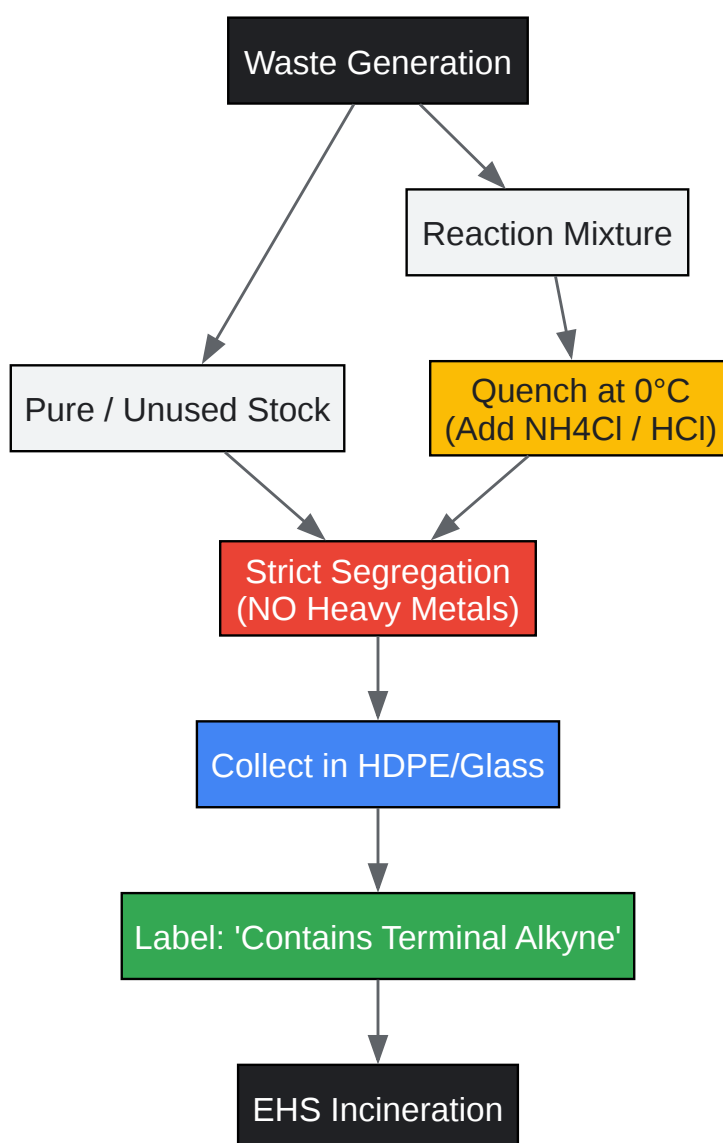 Waste Generation
Reaction Mixture
Pure / Unused Stock
Quench at 0°C
(Add NH4Cl / HCl)
Strict Segregation
(NO Heavy Metals)
Collect in HDPE/Glass
Label: 'Contains Terminal Alkyne'
EHS Incineration